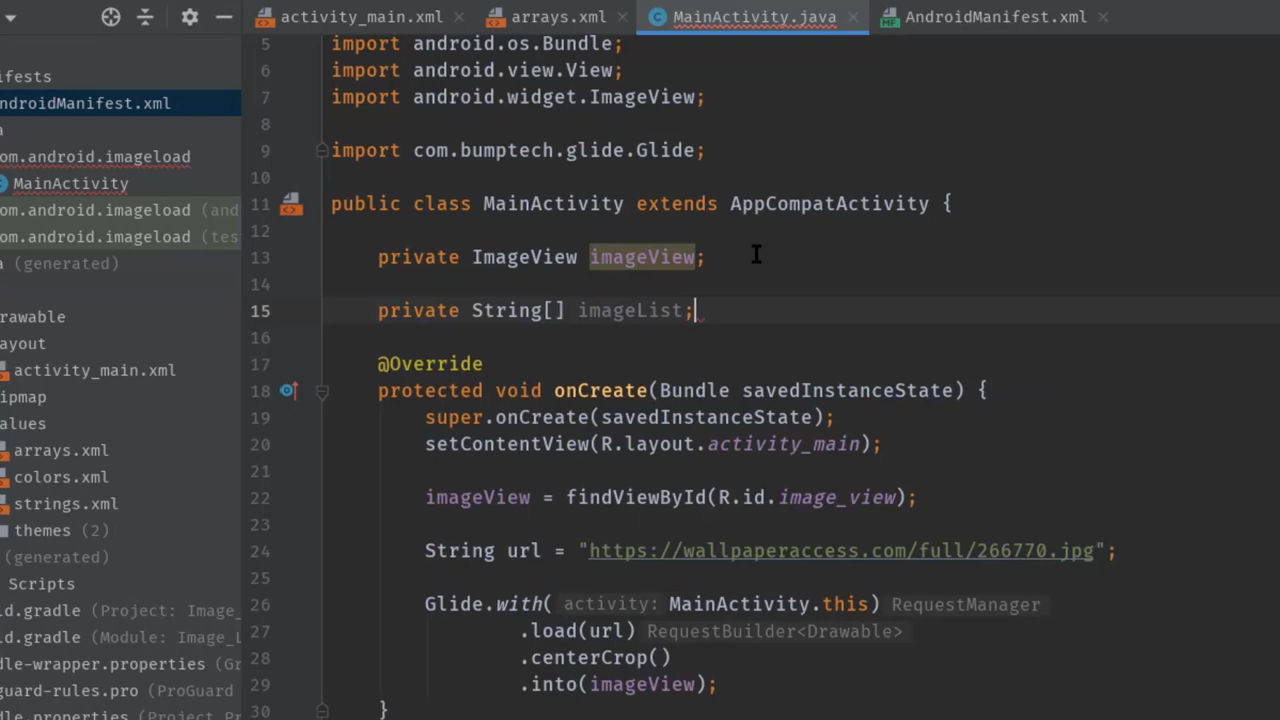 activity_main.xml arrays.xml MainActivity.java AndroidManifest.xml
ifests
ndroidManifest.xml
a
om.android.imageload
MainActivity
om.android.imageload (and
om.android.imageload (tes
a (generated)
rawable
ayout
activity_main.xml
ipmap
alues
arrays.xml
colors.xml
strings.xml
themes (2)
(generated)
Scripts
ld.gradle (Project: Image_
ld.gradle (Module: Image_L
dle-wrapper.properties (Gr
guard-rules.pro (ProGuard
dle.properties (Project Pr
5 import android.os.Bundle;
6 import android.view.View;
7 import android.widget.ImageView;
8
9 import com.bumptech.glide.Glide;
10
11 public class MainActivity extends AppCompatActivity {
12
13 private ImageView imageView;
14
15 private String[] imageList;
16
17 @Override
18 protected void onCreate(Bundle savedInstanceState) {
19 super.onCreate(savedInstanceState);
20 setContentView(R.layout.activity_main);
21
22 imageView = findViewById(R.id.image_view);
23
24 String url = "https://wallpaperaccess.com/full/266770.jpg";
25
26 Glide.with( activity: MainActivity.this) RequestManager
27 .load(url) RequestBuilder<Drawable>
28 .centerCrop()
29 .into(imageView);
30 }